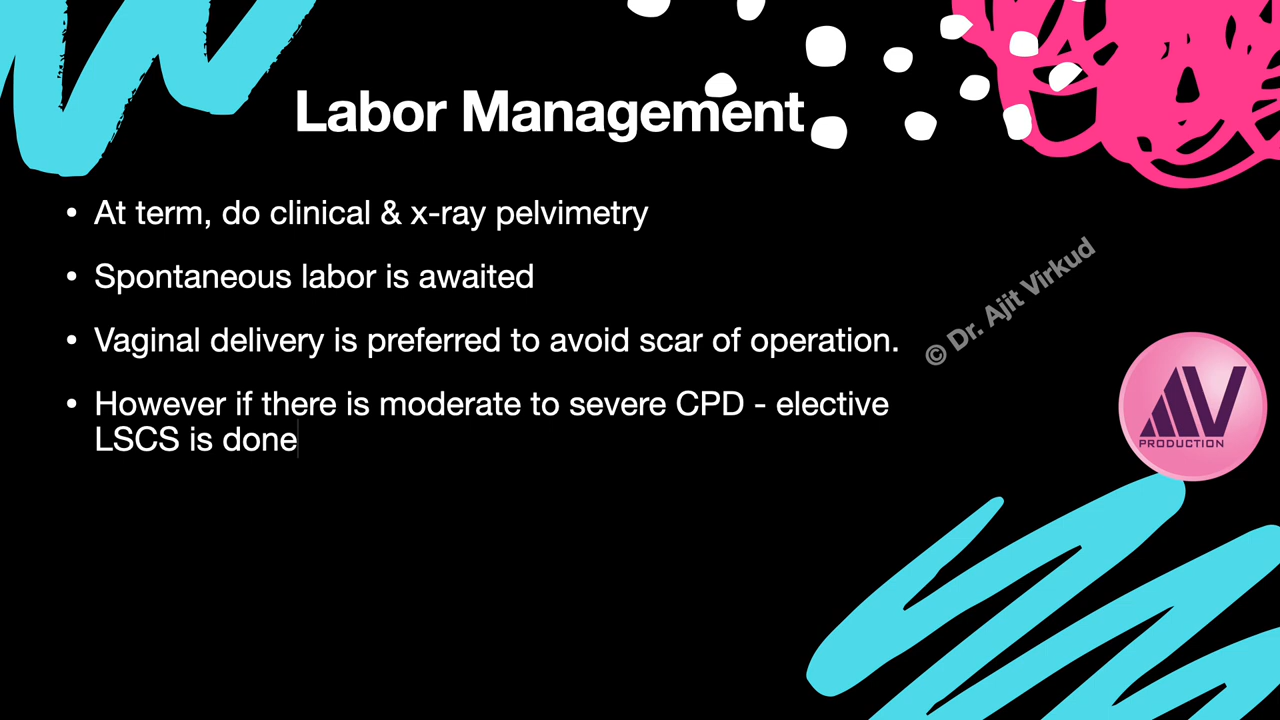 Labor Management
• At term, do clinical & x-ray pelvimetry
• Spontaneous labor is awaited
• Vaginal delivery is preferred to avoid scar of operation.
• However if there is moderate to severe CPD - elective
LSCS is done
© Dr. Ajit Virkud
AV
PRODUCTION